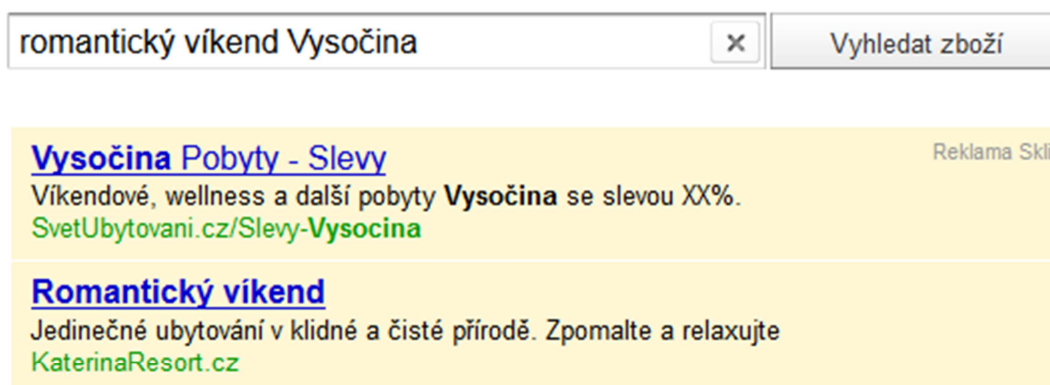 romantický víkend Vysočina
Vyhledat zboží
Vysočina Pobyty - Slevy
Reklama
Víkendové, wellness a další pobyty Vysočina se slevou XX%.
SvetUbytovani.cz/Slevy-Vysocina
Romantický víkend
Jedinečné ubytování v klidné a čisté přírodě. Zpomalte a relaxujte
KaterinaResort.cz